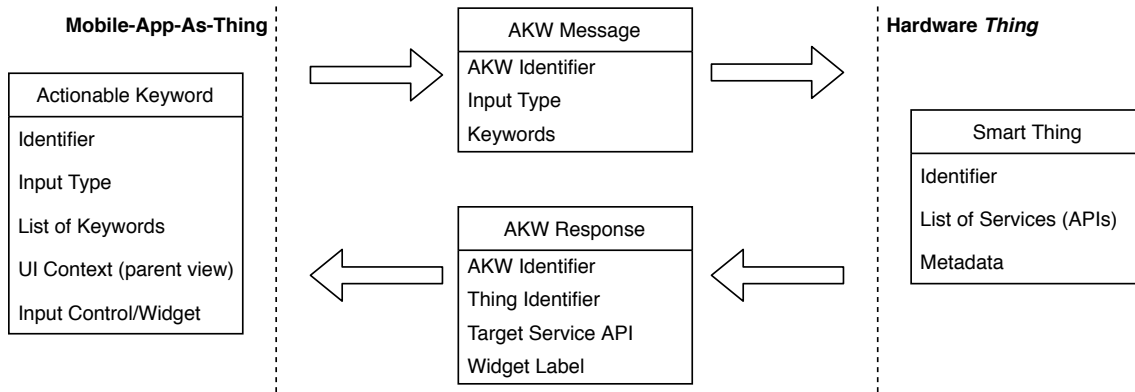 Mobile-App-As-Thing
Actionable Keyword
Identifier
Input Type
List of Keywords
UI Context (parent view)
Input Control/Widget
AKW Message
AKW Identifier
Input Type
Keywords
AKW Response
AKW Identifier
Thing Identifier
Target Service API
Widget Label
Hardware Thing
Smart Thing
Identifier
List of Services (APIs)
Metadata